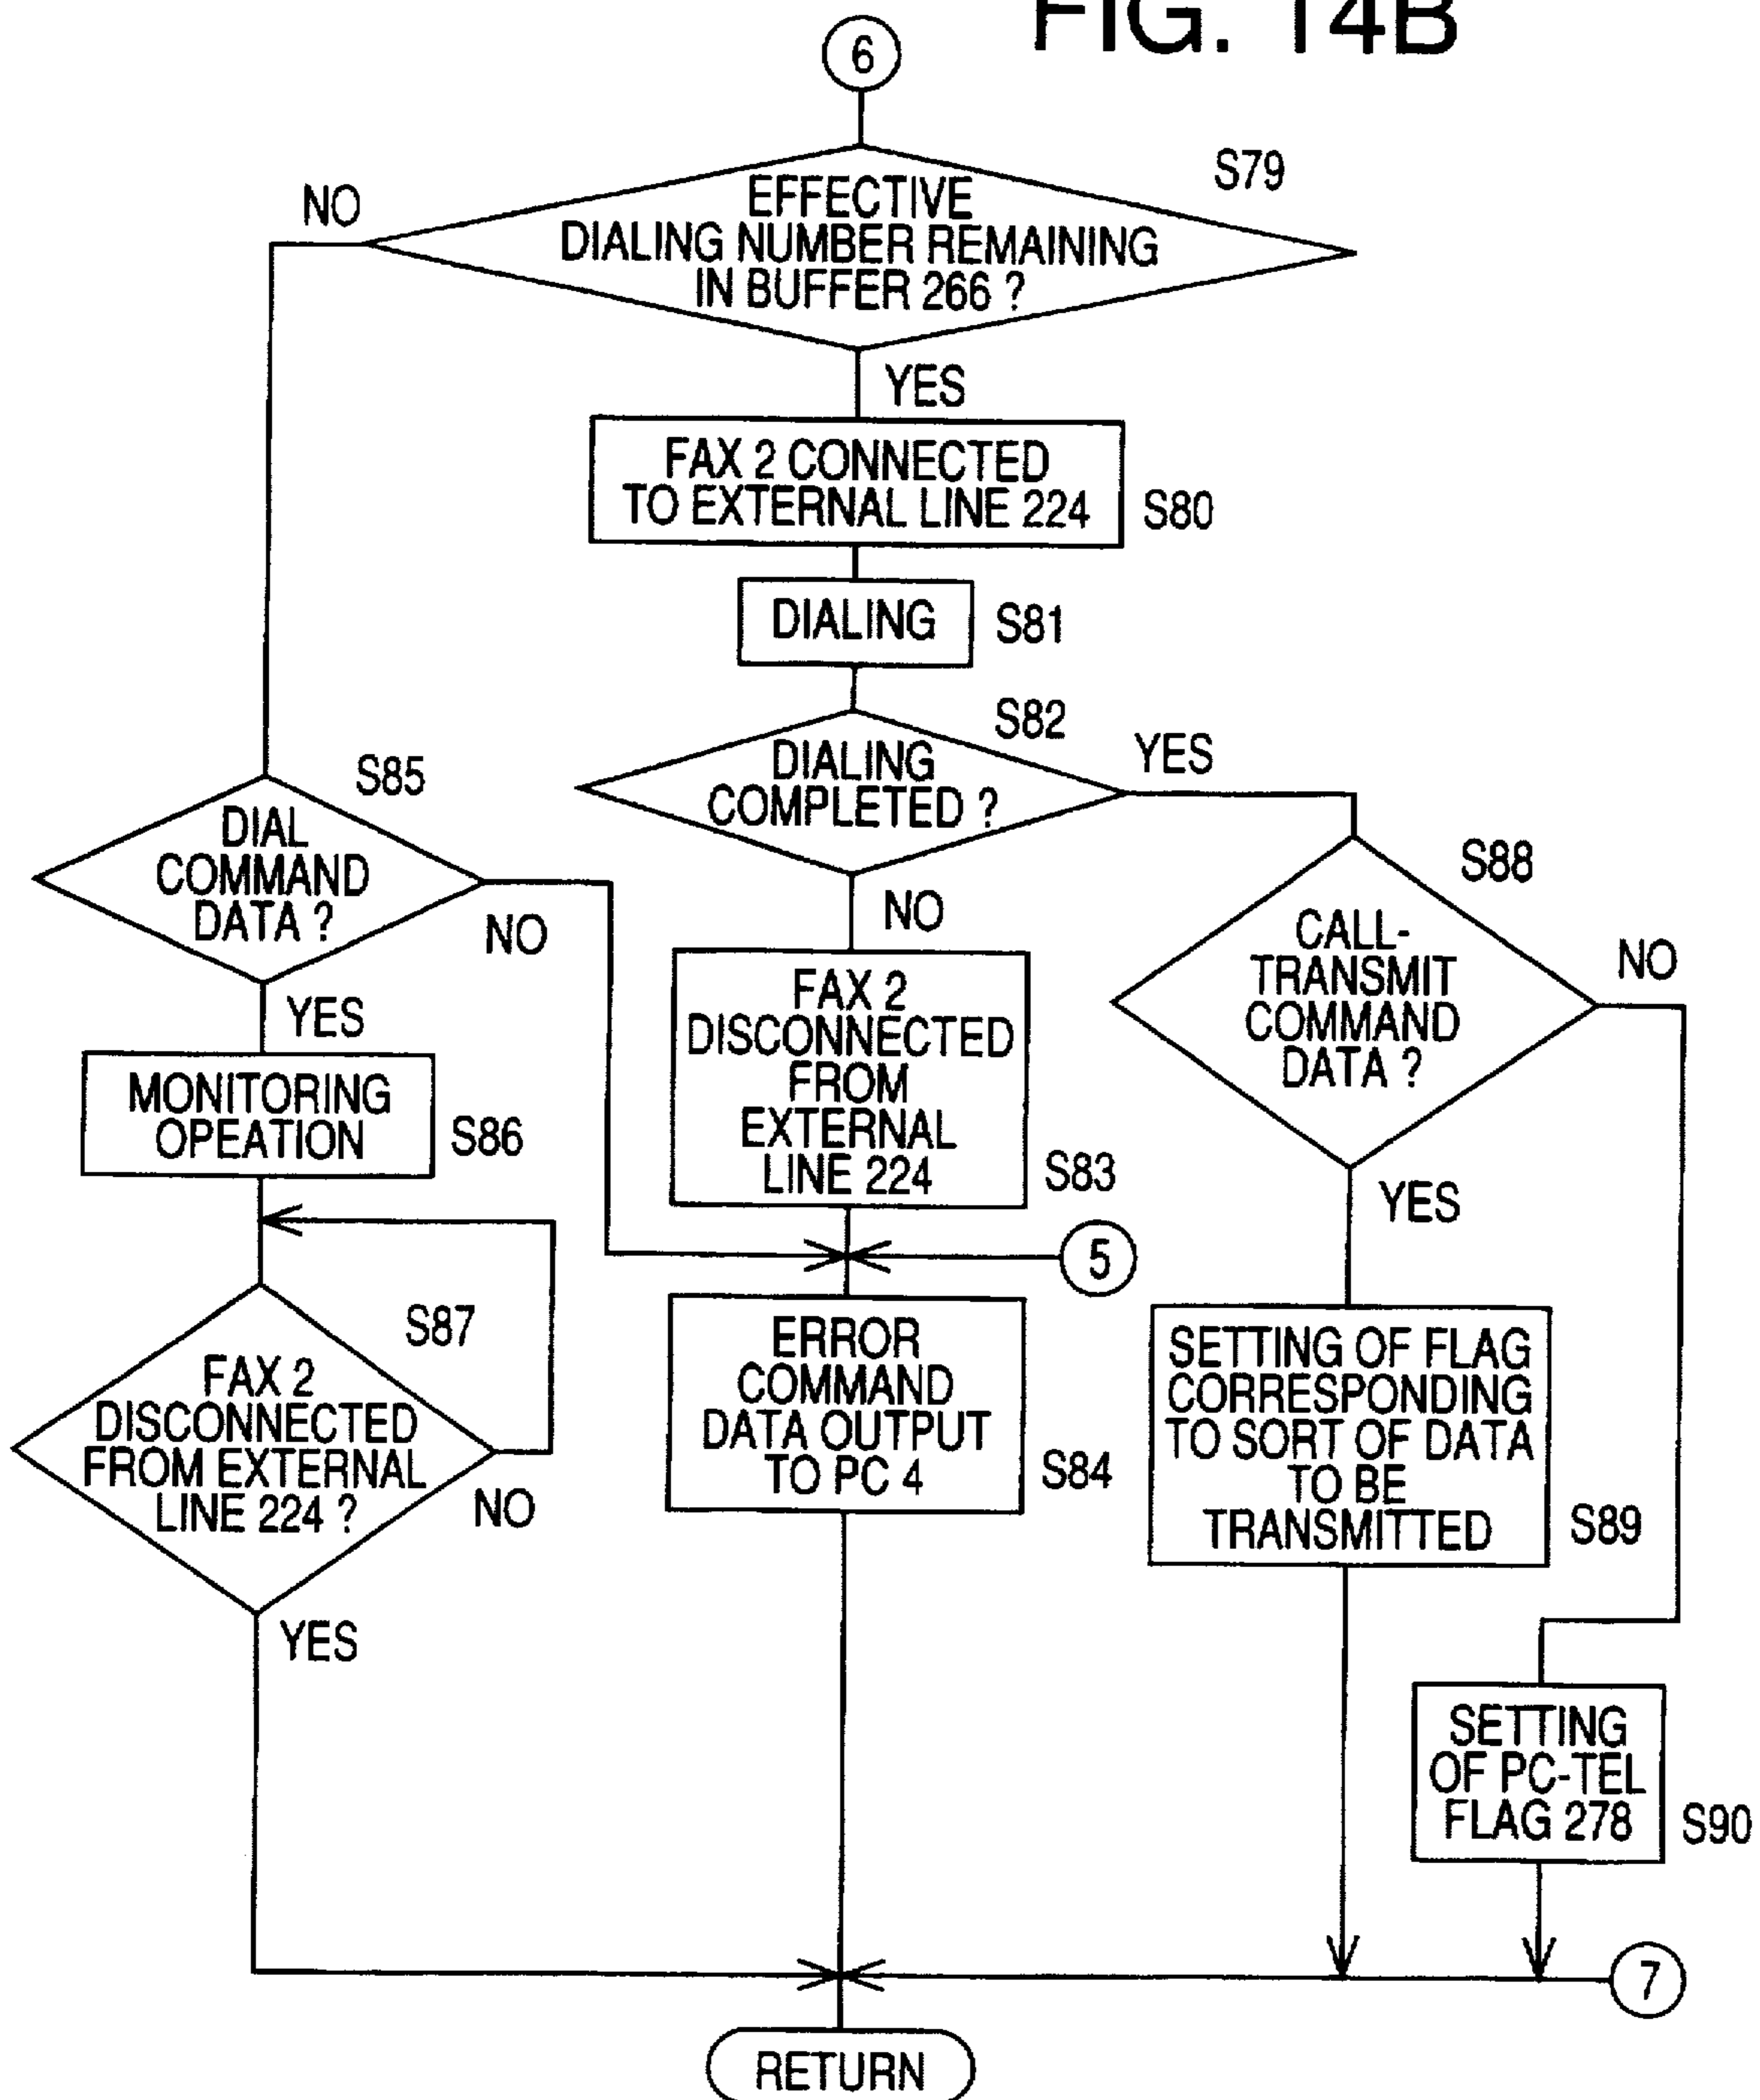 FIG. 14B
6
S79
NO
EFFECTIVE
DIALING NUMBER REMAINING
IN BUFFER 266 ?
YES
FAX 2 CONNECTED
TO EXTERNAL LINE 224
S80
DIALING
S81
S82
DIALING
COMPLETED ?
YES
NO
S85
DIAL
COMMAND
DATA ?
NO
YES
MONITORING
OPEATION
S86
S87
FAX 2
DISCONNECTED
FROM EXTERNAL
LINE 224 ?
NO
YES
FAX 2
DISCONNECTED
FROM
EXTERNAL
LINE 224
S83
5
ERROR
COMMAND
DATA OUTPUT
TO PC 4
S84
S88
CALL-
TRANSMIT
COMMAND
DATA ?
NO
YES
SETTING OF FLAG
CORRESPONDING
TO SORT OF DATA
TO BE
TRANSMITTED
S89
SETTING
OF PC-TEL
FLAG 278
S90
7
RETURN